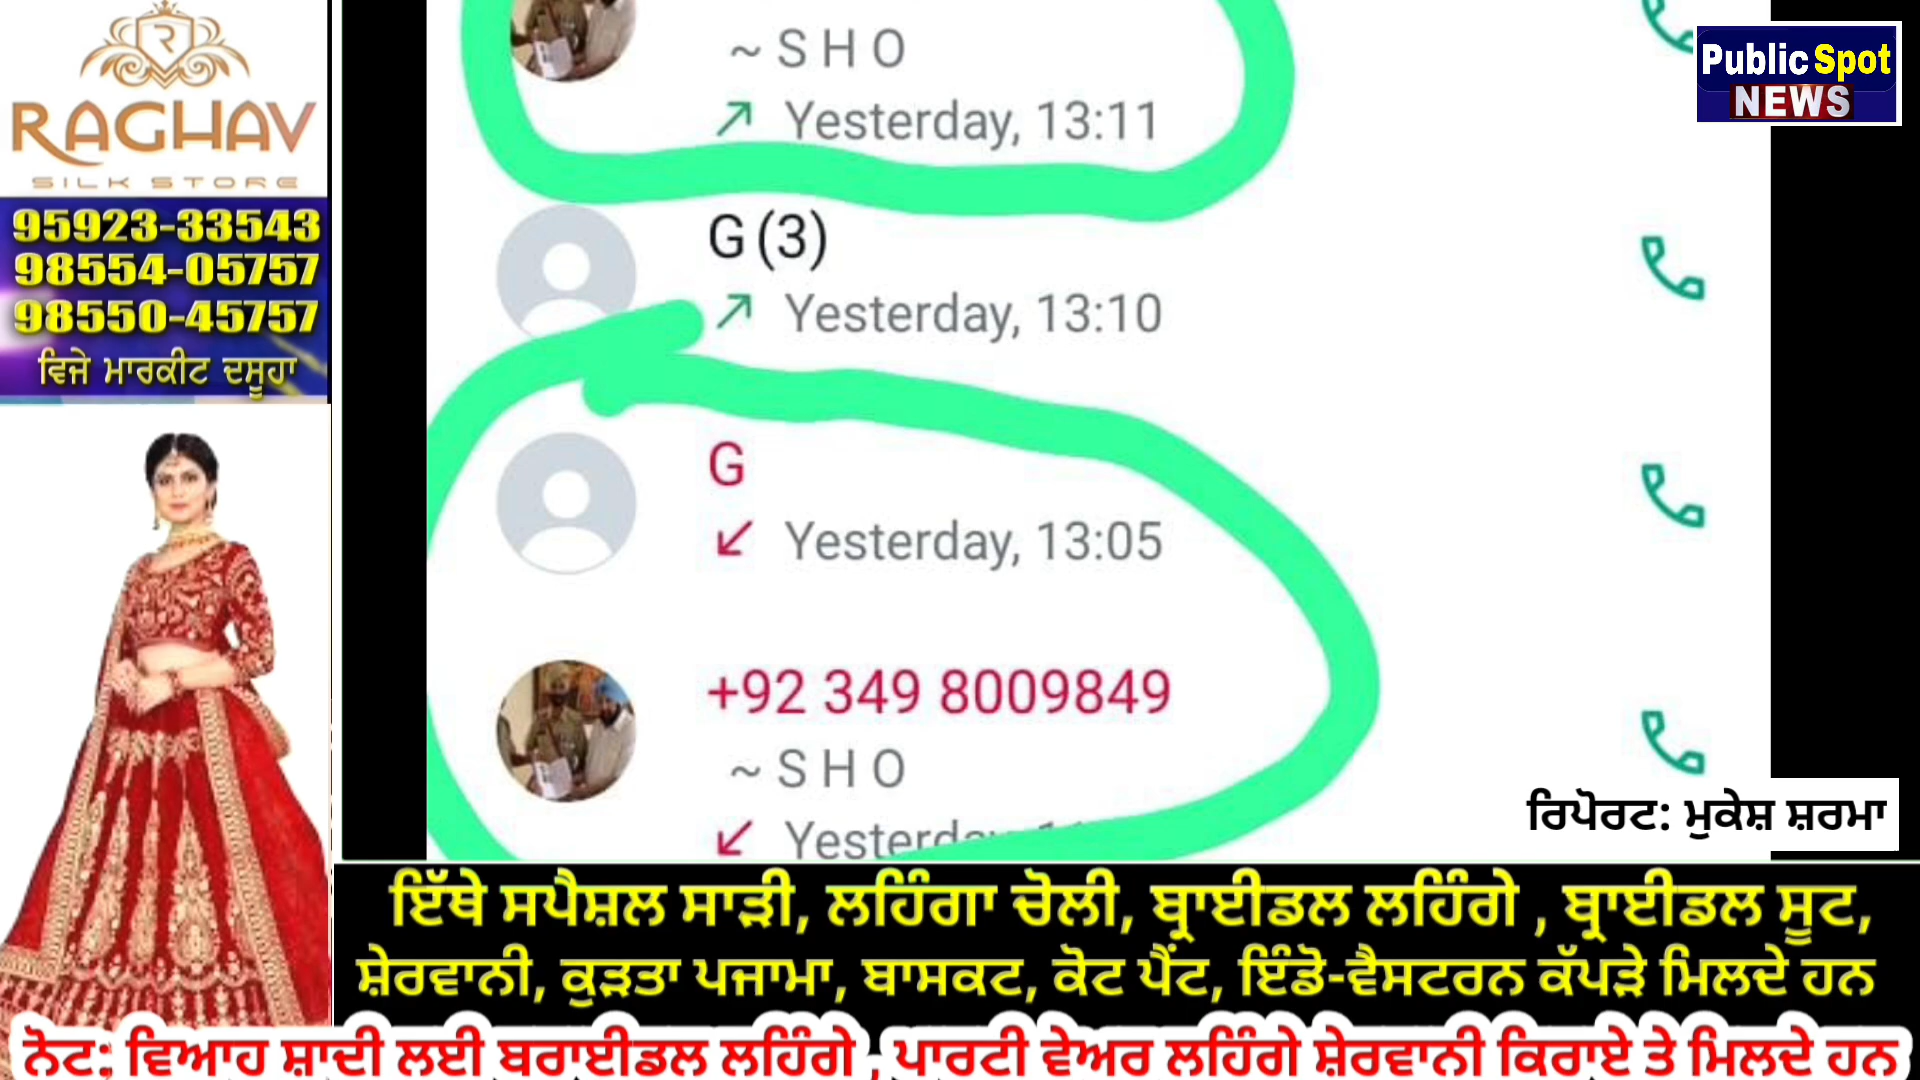 RAGHAV
SILK STORE
95923-33543
98554-05757
98550-45757
ਵਿਜੇ ਮਾਰਕੀਟ ਦਸੂਹਾ
~ S H O
Yesterday, 13:11
G (3)
Yesterday, 13:10
G
Yesterday, 13:05
+92 349 8009849
~ S H O
Yesterday,
Public Spot
NEWS
ਰਿਪੋਰਟ: ਮੁਕੇਸ਼ ਸ਼ਰਮਾ
ਇੱਥੇ ਸਪੈਸ਼ਲ ਸਾੜੀ, ਲਹਿੰਗਾ ਚੋਲੀ, ਬ੍ਰਾਈਡਲ ਲਹਿੰਗੇ , ਬ੍ਰਾਈਡਲ ਸੂਟ,
ਸ਼ੇਰਵਾਨੀ, ਕੁੜਤਾ ਪਜਾਮਾ, ਬਾਸਕਟ, ਕੋਟ ਪੈਂਟ, ਇੰਡੋ-ਵੈਸਟਰਨ ਕੱਪੜੇ ਮਿਲਦੇ ਹਨ
ਨੋਟ: ਵਿਆਹ ਸ਼ਾਦੀ ਲਈ ਬਰਾਈਡਲ ਲਹਿੰਗੇ , ਪਾਰਟੀ ਵੇਅਰ ਲਹਿੰਗੇ ਸ਼ੇਰਵਾਨੀ ਕਿਰਾਏ ਤੇ ਮਿਲਦੇ ਹਨ